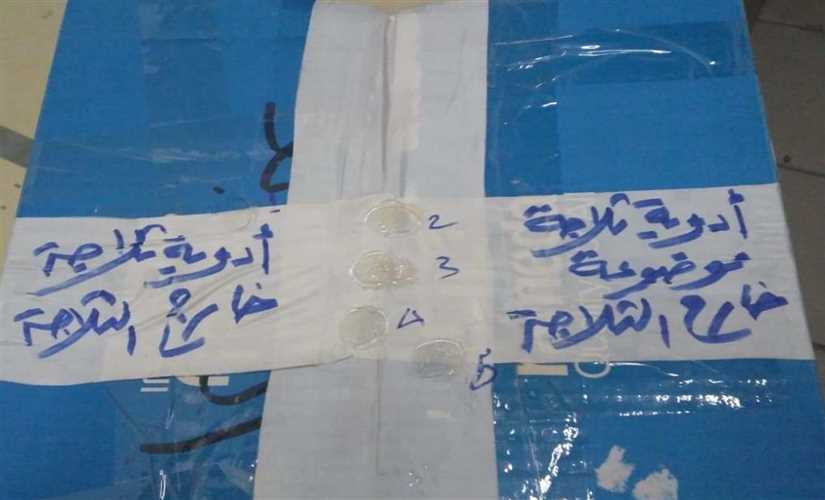 أدوية ثلاجة
موضوعة
خارج الثلاجة
أدوية ثلاجة
خارج الثلاجة
2
3
4
5